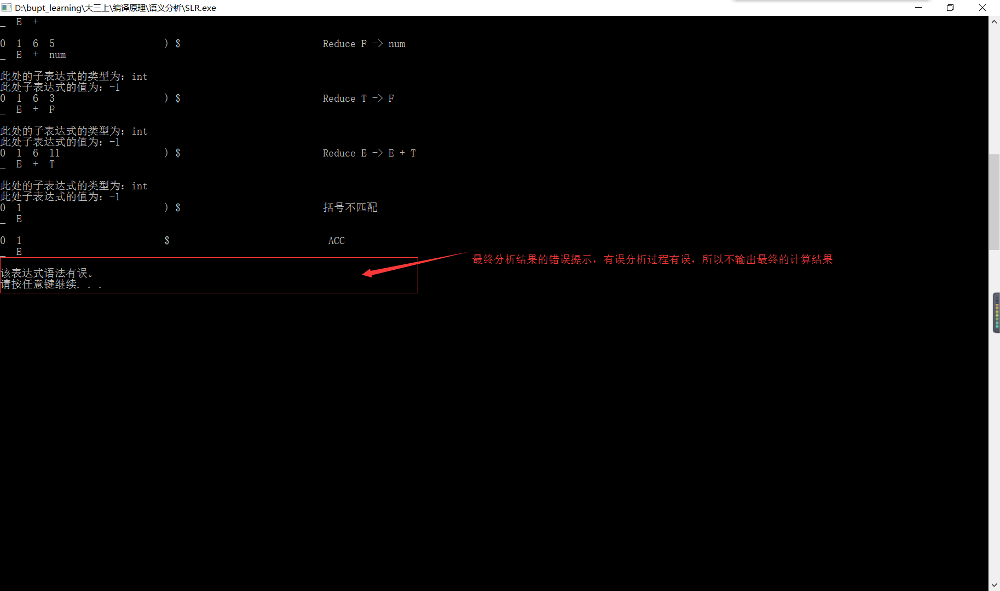 D:\bupt_learning\大三上\编译原理\语义分析\SLR.exe
_ E +
0 1 6 5 ) $ Reduce F -> num
_ E + num
此处的子表达式的类型为：int
此处子表达式的值为：-1
0 1 6 3 ) $ Reduce T -> F
_ E + F
此处的子表达式的类型为：int
此处子表达式的值为：-1
0 1 6 11 ) $ Reduce E -> E + T
_ E + T
此处的子表达式的类型为：int
此处子表达式的值为：-1
0 1 ) $ 括号不匹配
_ E
0 1 $ ACC
_ E
最终分析结果的错误提示，有误分析过程有误，所以不输出最终的计算结果
该表达式语法有误。
请按任意键继续. . .